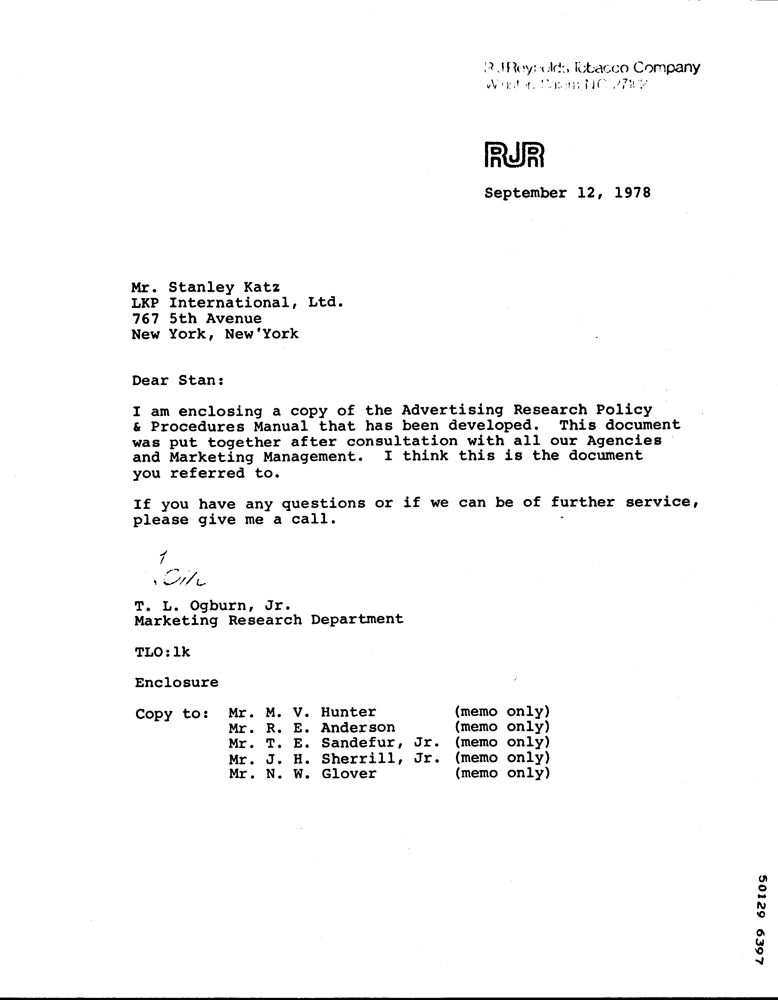 RJReynolds Tobacco Company
Winston-Salem, NC 27102
RJR
September 12, 1978
Mr. Stanley Katz
LKP International, Ltd.
767 5th Avenue
New York, New'York
Dear Stan:
I am enclosing a copy of the Advertising Research Policy
& Procedures Manual that has been developed. This document
was put together after consultation with all our Agencies
and Marketing Management. I think this is the document
you referred to.
If you have any questions or if we can be of further service,
please give me a call.
T. L. Ogburn, Jr.
Marketing Research Department
TLO:lk
Enclosure
Copy to: Mr. M. V. Hunter (memo only)
Mr. R. E. Anderson (memo only)
Mr. T. E. Sandefur, Jr. (memo only)
Mr. J. H. Sherrill, Jr. (memo only)
Mr. N. W. Glover (memo only)
50129 6397